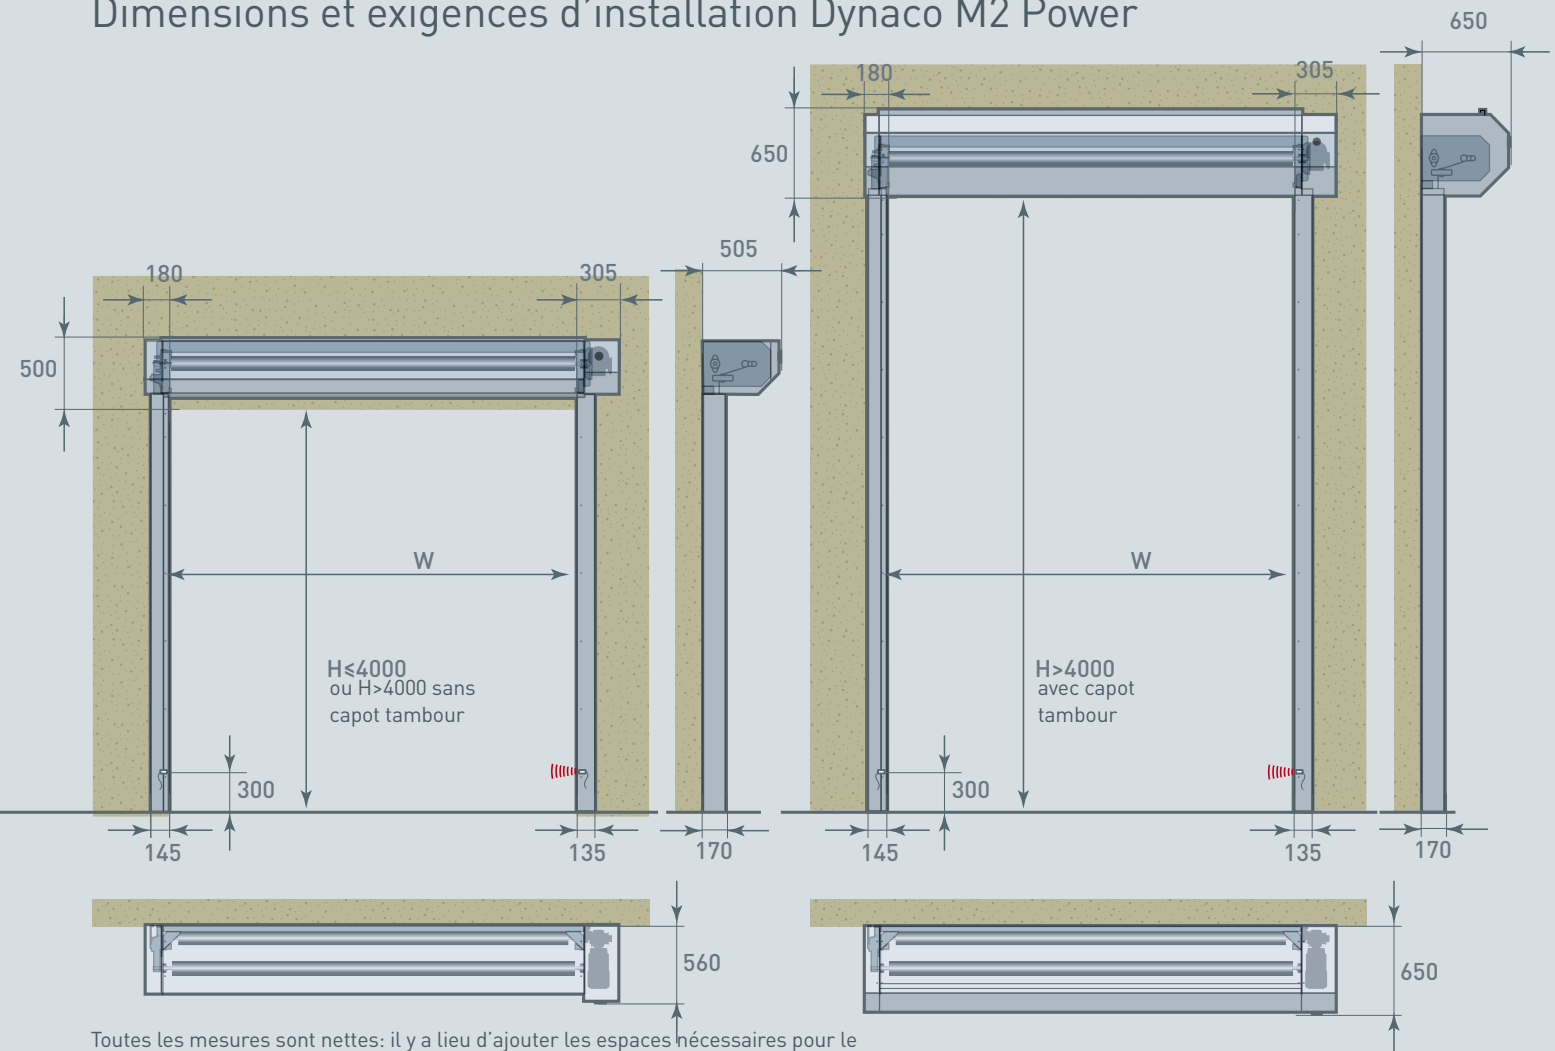 Dimensions et exigences d’installation Dynaco M2 Power
650
180
305
650
505
180
305
500
W
W
H≤4000
ou H>4000 sans
capot tambour
H>4000
avec capot
tambour
300
300
145
135
170
145
135
170
560
650
Toutes les mesures sont nettes: il y a lieu d’ajouter les espaces nécessaires pour le